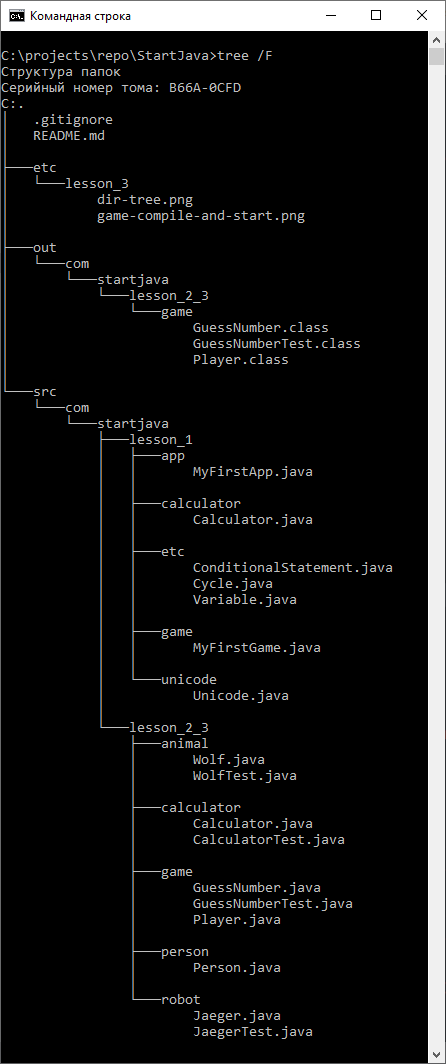 Командная строка
C:\projects\repo\StartJava>tree /F
Структура папок
Серийный номер тома: B66A-0CFD
C:.
│   .gitignore
│   README.md
│
├───etc
│   └───lesson_3
│           dir-tree.png
│           game-compile-and-start.png
│
├───out
│   └───com
│       └───startjava
│           └───lesson_2_3
│               └───game
│                       GuessNumber.class
│                       GuessNumberTest.class
│                       Player.class
│
└───src
    └───com
        └───startjava
            ├───lesson_1
            │   ├───app
            │   │       MyFirstApp.java
            │   │
            │   ├───calculator
            │   │       Calculator.java
            │   │
            │   ├───etc
            │   │       ConditionalStatement.java
            │   │       Cycle.java
            │   │       Variable.java
            │   │
            │   ├───game
            │   │       MyFirstGame.java
            │   │
            │   └───unicode
            │           Unicode.java
            │
            └───lesson_2_3
                ├───animal
                │       Wolf.java
                │       WolfTest.java
                │
                ├───calculator
                │       Calculator.java
                │       CalculatorTest.java
                │
                ├───game
                │       GuessNumber.java
                │       GuessNumberTest.java
                │       Player.java
                │
                ├───person
                │       Person.java
                │
                └───robot
                        Jaeger.java
                        JaegerTest.java